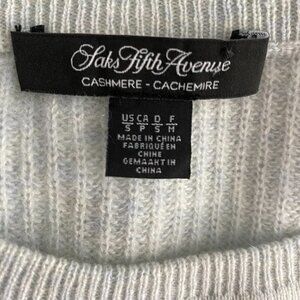 Saks Fifth Avenue
CASHMERE - CACHEMIRE
US CA D F
S P S M
MADE IN CHINA
FABRIQUÉ EN
CHINE
GEMAAKT IN
CHINA